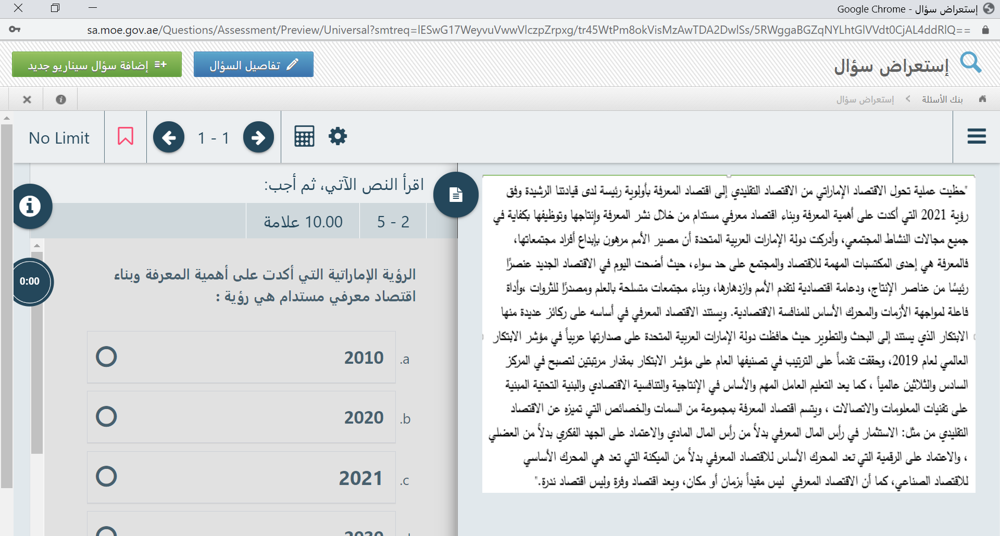 إستعراض سؤال - Google Chrome
sa.moe.gov.ae/Questions/Assessment/Preview/Universal?smtreq=lESwG17WeyvuVwwVlczpZrpxg/tr45WtPm8okVisMzAwTDA2DwlSs/5RWggaBGZqNYLhtGlVVdt0CjAL4ddRlQ==
إستعراض سؤال
تفاصيل السؤال
إضافة سؤال سيناريو جديد
بنك الأسئلة
إستعراض سؤال
No Limit
1 - 1
اقرأ النص الآتي، ثم أجب:
5 - 2
10.00 علامة
0:00
الرؤية الإماراتية التي أكدت على أهمية المعرفة وبناء
اقتصاد معرفي مستدام هي رؤية :
a. 2010
b. 2020
c. 2021
"حظيت عملية تحول الاقتصاد الإماراتي من الاقتصاد التقليدي إلى اقتصاد المعرفة بأولوية رئيسة لدى قيادتنا الرشيدة وفق
رؤية 2021 التي أكدت على أهمية المعرفة وبناء اقتصاد معرفي مستدام من خلال نشر المعرفة وإنتاجها وتوظيفها بكفاية في
جميع مجالات النشاط المجتمعي، وأدركت دولة الإمارات العربية المتحدة أن مصير الأمم مرهون بإبداع أفراد مجتمعاتها،
فالمعرفة هي إحدى المكتسبات المهمة للاقتصاد والمجتمع على حد سواء، حيث أضحت اليوم في الاقتصاد الجديد عنصرًا
رئيسًا من عناصر الإنتاج، ودعامة اقتصادية لتقدم الأمم وازدهارها، وبناء مجتمعات متسلحة بالعلم ومصدرًا للثروات ،وأداة
فاعلة لمواجهة الأزمات والمحرك الأساس للمنافسة الاقتصادية. ويستند الاقتصاد المعرفي في أساسه على ركائز عديدة منها
الابتكار الذي يستند إلى البحث والتطوير حيث حافظت دولة الإمارات العربية المتحدة على صدارتها عربياً في مؤشر الابتكار
العالمي لعام 2019، وحققت تقدماً على الترتيب في تصنيفها العام على مؤشر الابتكار بمقدار مرتبتين لتصبح في المركز
السادس والثلاثين عالمياً ، كما يعد التعليم العامل المهم والأساس في الإنتاجية والتنافسية الاقتصادي والبنية التحتية المبنية
على تقنيات المعلومات والاتصالات ، ويتسم اقتصاد المعرفة بمجموعة من السمات والخصائص التي تميزه عن الاقتصاد
التقليدي من مثل: الاستثمار في رأس المال المعرفي بدلاً من رأس المال المادي والاعتماد على الجهد الفكري بدلاً من العضلي
، والاعتماد على الرقمية التي تعد المحرك الأساس للاقتصاد المعرفي بدلاً من الميكنة التي تعد هي المحرك الأساسي
للاقتصاد الصناعي، كما أن الاقتصاد المعرفي ليس مقيداً بزمان أو مكان، ويعد اقتصاد وفرة وليس اقتصاد ندرة."